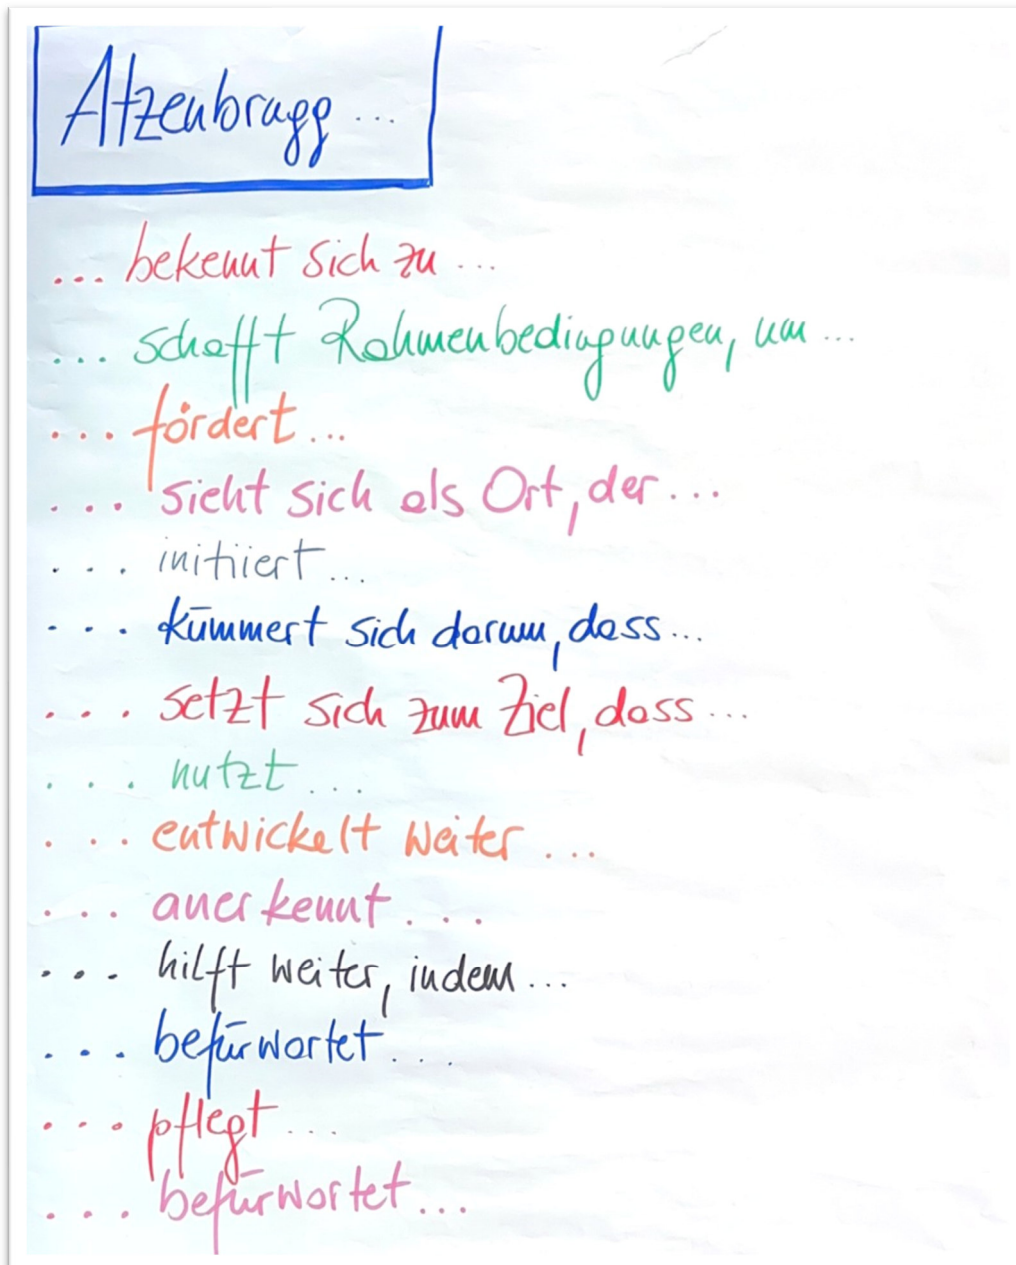 Atzenbrugg ...
... bekennt sich zu ...
... schafft Rahmenbedingungen, um ...
... fördert ...
... sieht sich als Ort, der ...
... initiiert ...
... kümmert sich darum, dass ...
... setzt sich zum Ziel, dass ...
... nutzt ...
... entwickelt weiter ...
... anerkennt ...
... hilft weiter, indem ...
... befürwortet ...
... pflegt ...
... befürwortet ...